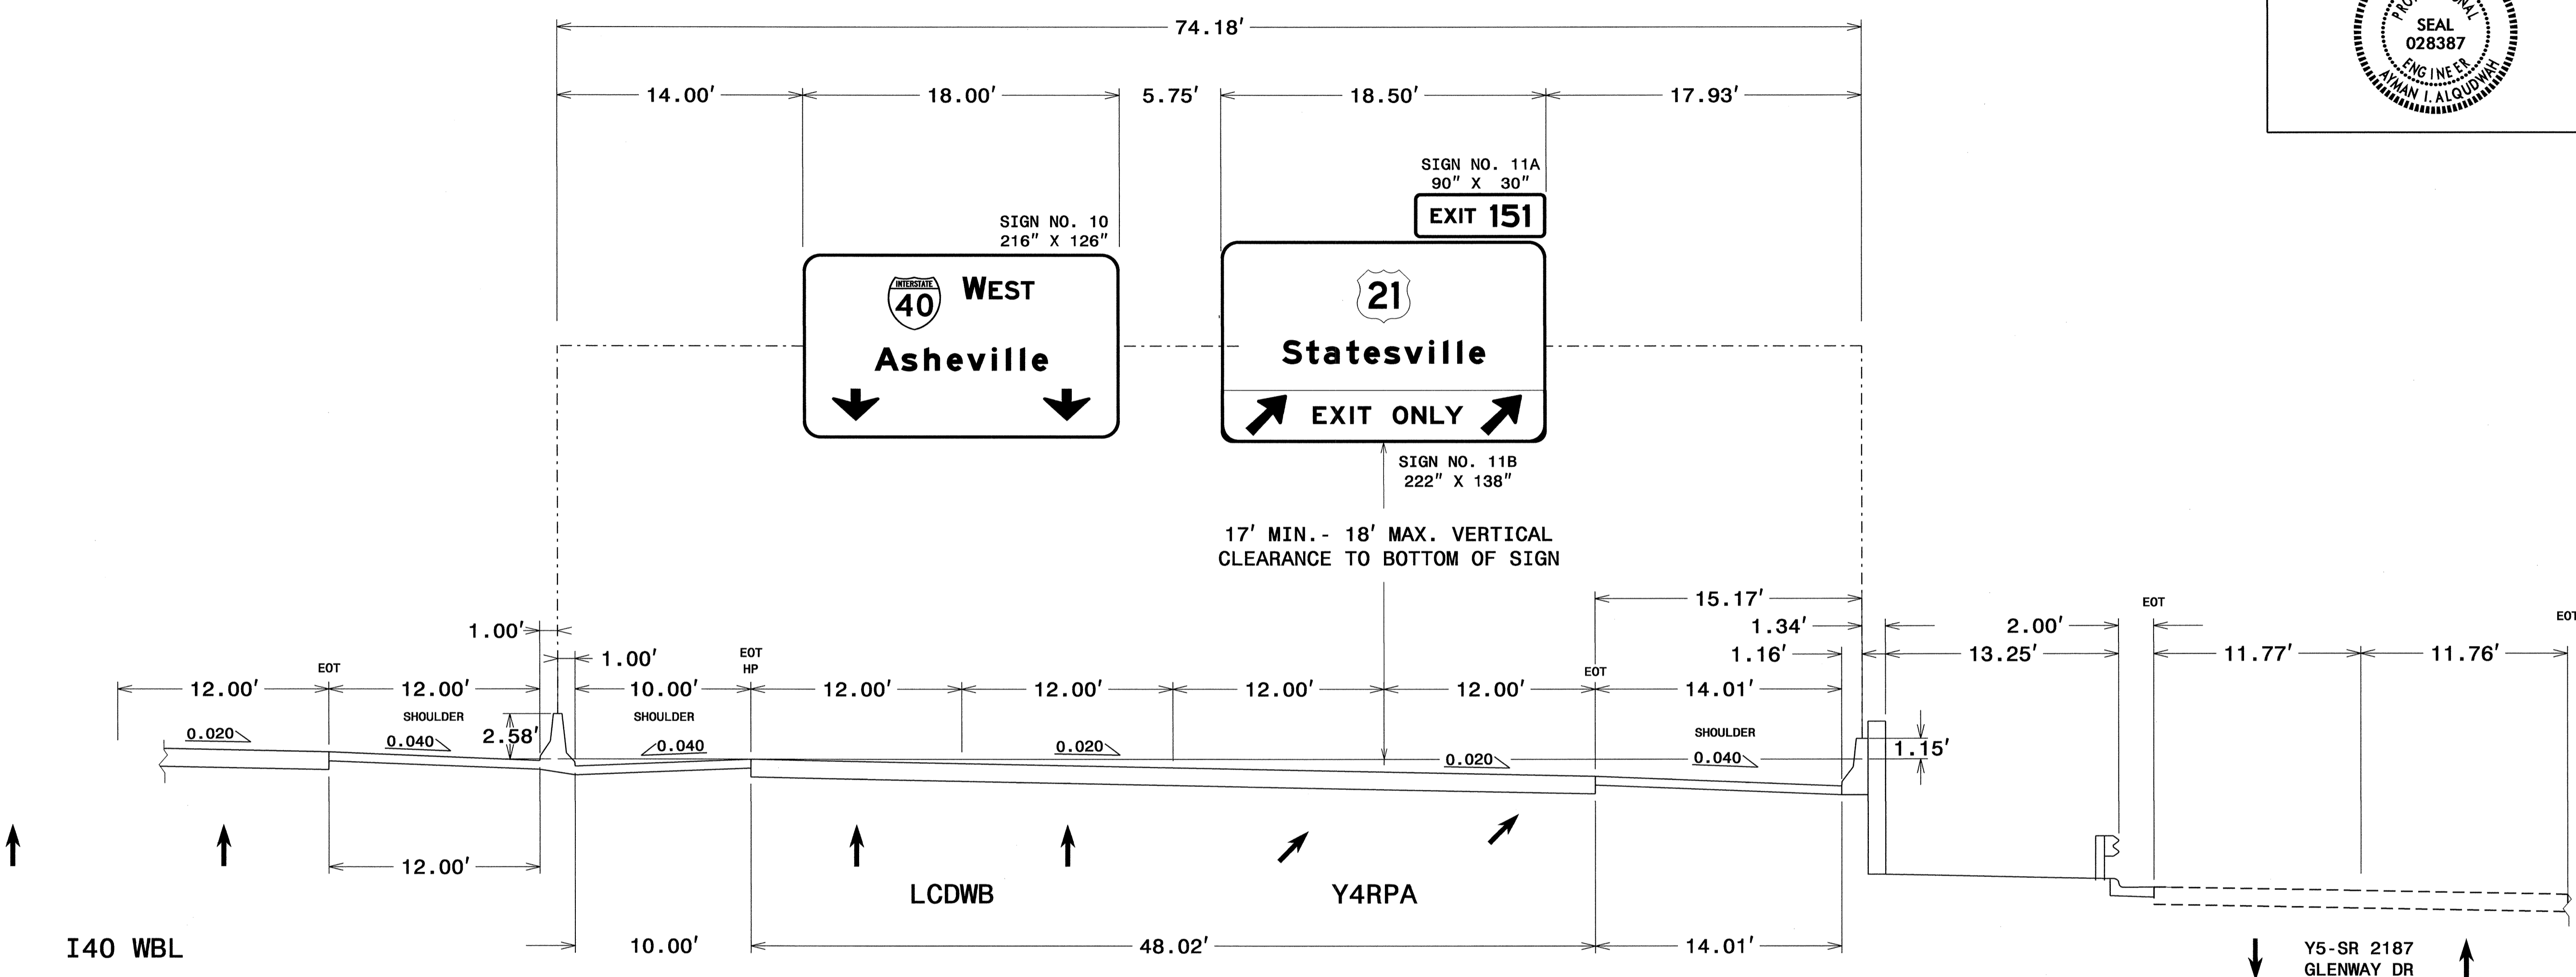 74.18'
14.00' 18.00' 5.75' 18.50' 17.93'
SEAL
028387
ENGINEER
AYMAN I. ALQUDWAH
SIGN NO. 11A
90" X 30"
EXIT 151
SIGN NO. 10
216" X 126"
INTERSTATE
40 WEST
Asheville
21
Statesville
EXIT ONLY
SIGN NO. 11B
222" X 138"
17' MIN.- 18' MAX. VERTICAL
CLEARANCE TO BOTTOM OF SIGN
15.17'
EOT
EOT
1.00' 1.34' 2.00'
1.00' 1.16' 13.25' 11.77' 11.76'
EOT
HP
EOT EOT
12.00' 12.00' 10.00' 12.00' 12.00' 12.00' 12.00' 14.01'
SHOULDER SHOULDER SHOULDER
0.020 0.040 2.58' 0.040 0.020 0.020 0.040 1.15'
12.00'
LCDWB Y4RPA
I40 WBL 10.00' 48.02' 14.01'
Y5-SR 2187
GLENWAY DR